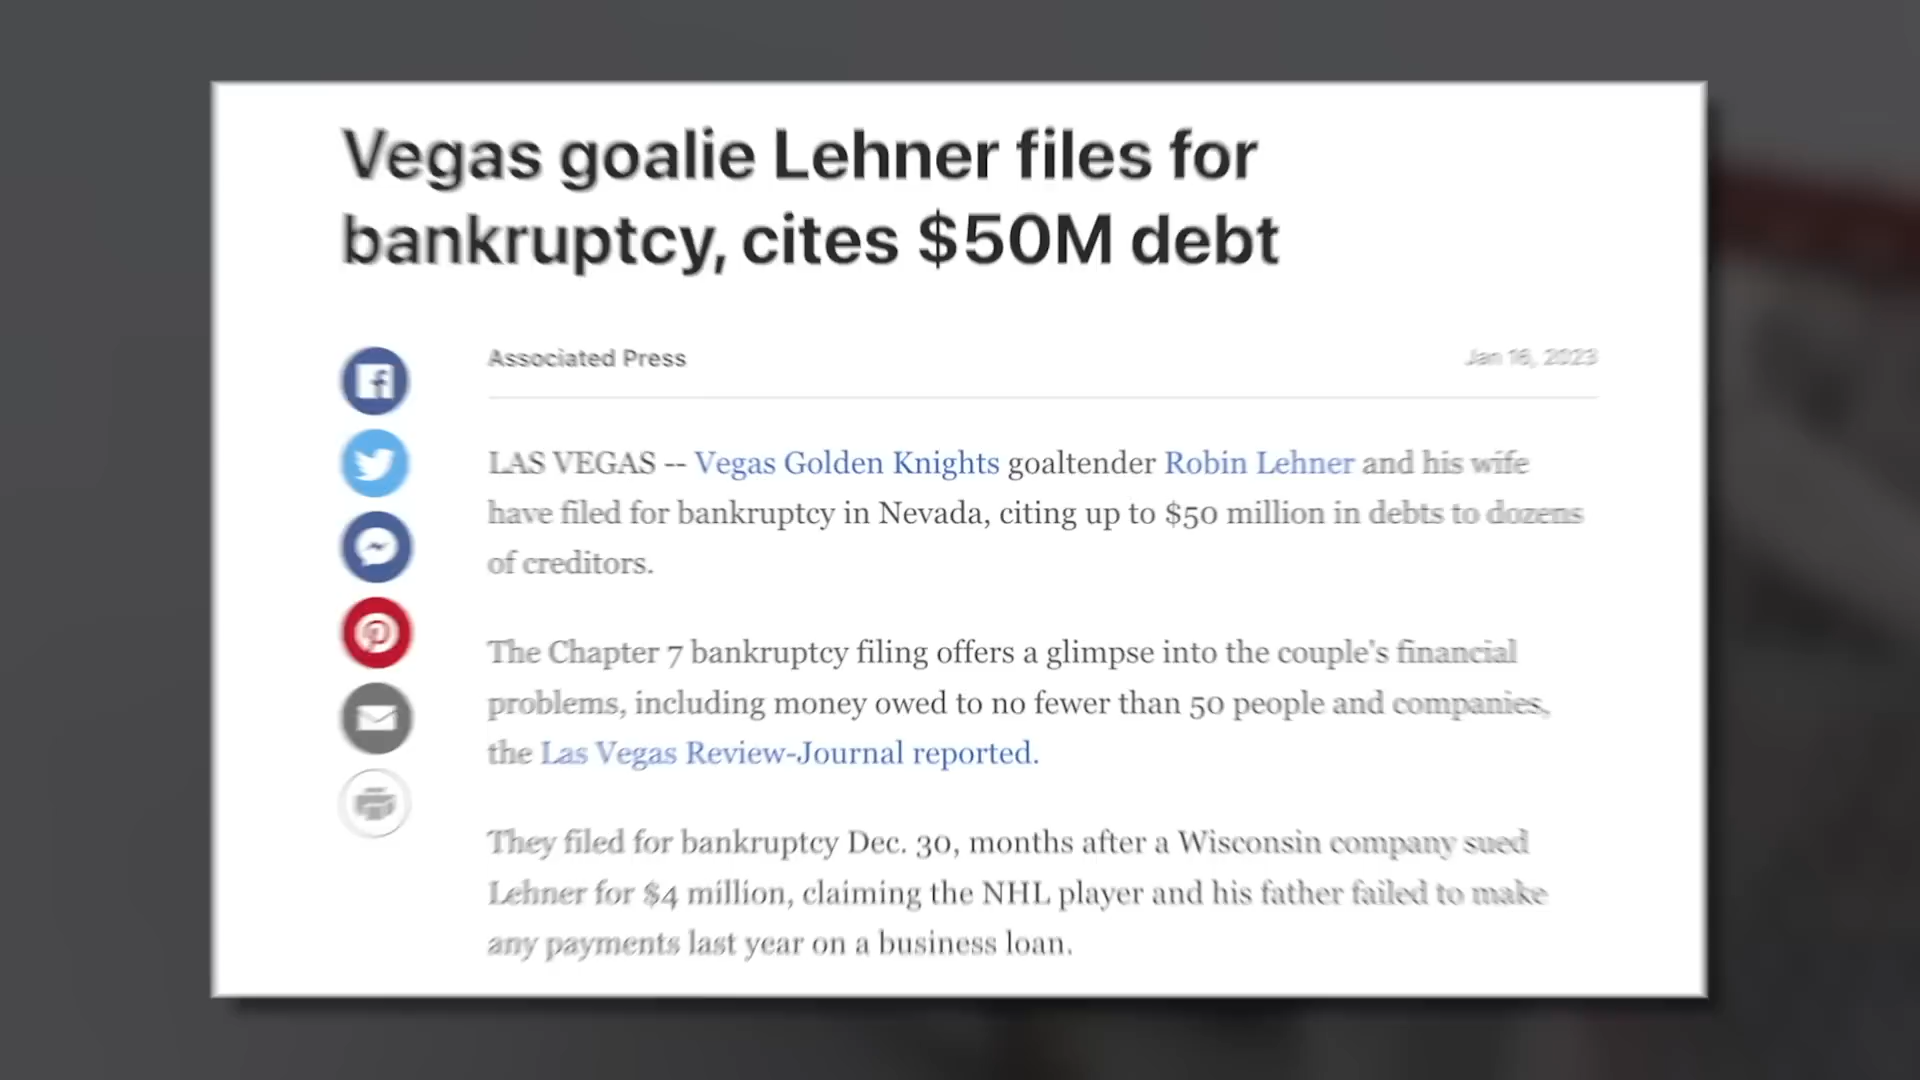 Vegas goalie Lehner files for
bankruptcy, cites $50M debt
Associated Press
Jan 16, 2023
LAS VEGAS -- Vegas Golden Knights goaltender Robin Lehner and his wife
have filed for bankruptcy in Nevada, citing up to $50 million in debts to dozens
of creditors.
The Chapter 7 bankruptcy filing offers a glimpse into the couple's financial
problems, including money owed to no fewer than 50 people and companies,
the Las Vegas Review-Journal reported.
They filed for bankruptcy Dec. 30, months after a Wisconsin company sued
Lehner for $4 million, claiming the NHL player and his father failed to make
any payments last year on a business loan.